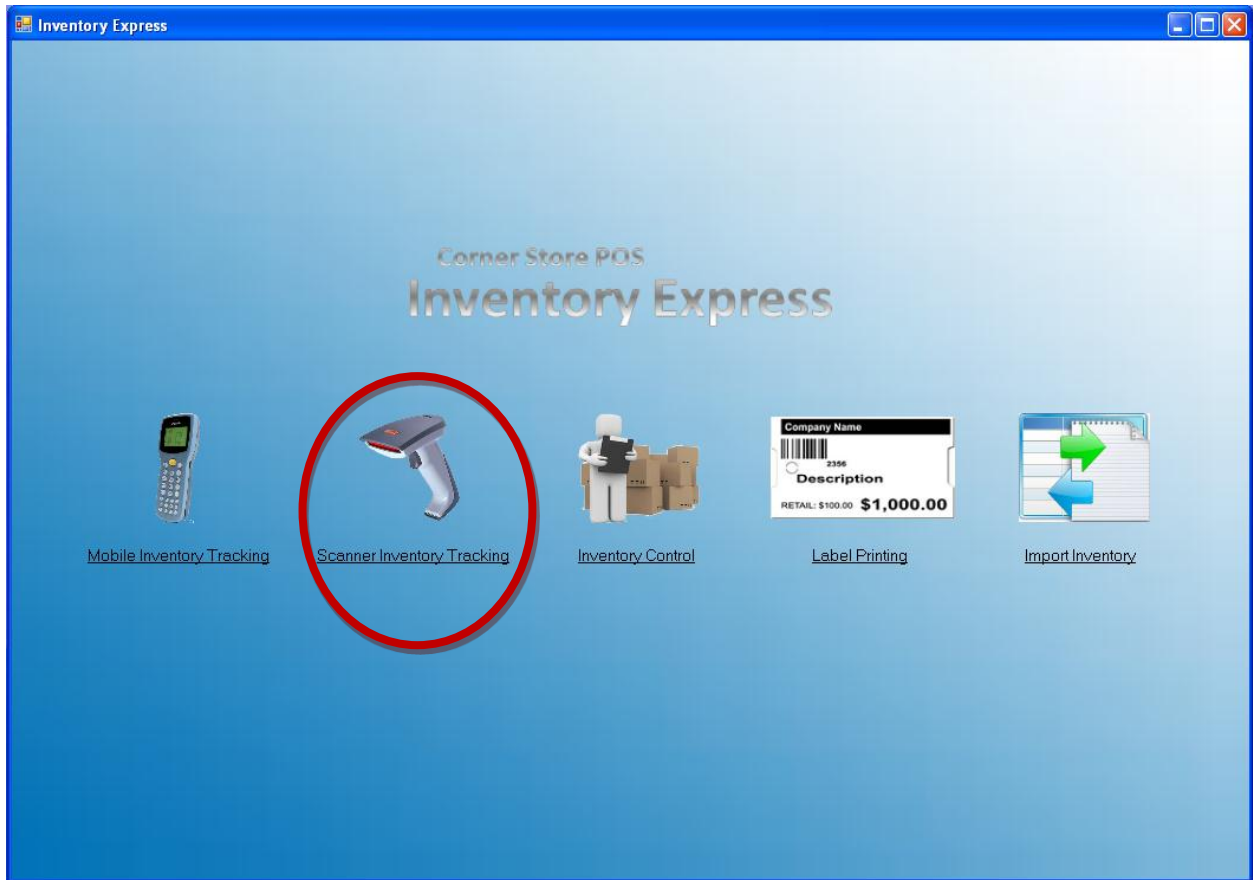 Inventory Express
Corner Store POS
Inventory Express
Company Name
2356
Description
RETAIL: $100.00 $1,000.00
Mobile Inventory Tracking
Scanner Inventory Tracking
Inventory Control
Label Printing
Import Inventory